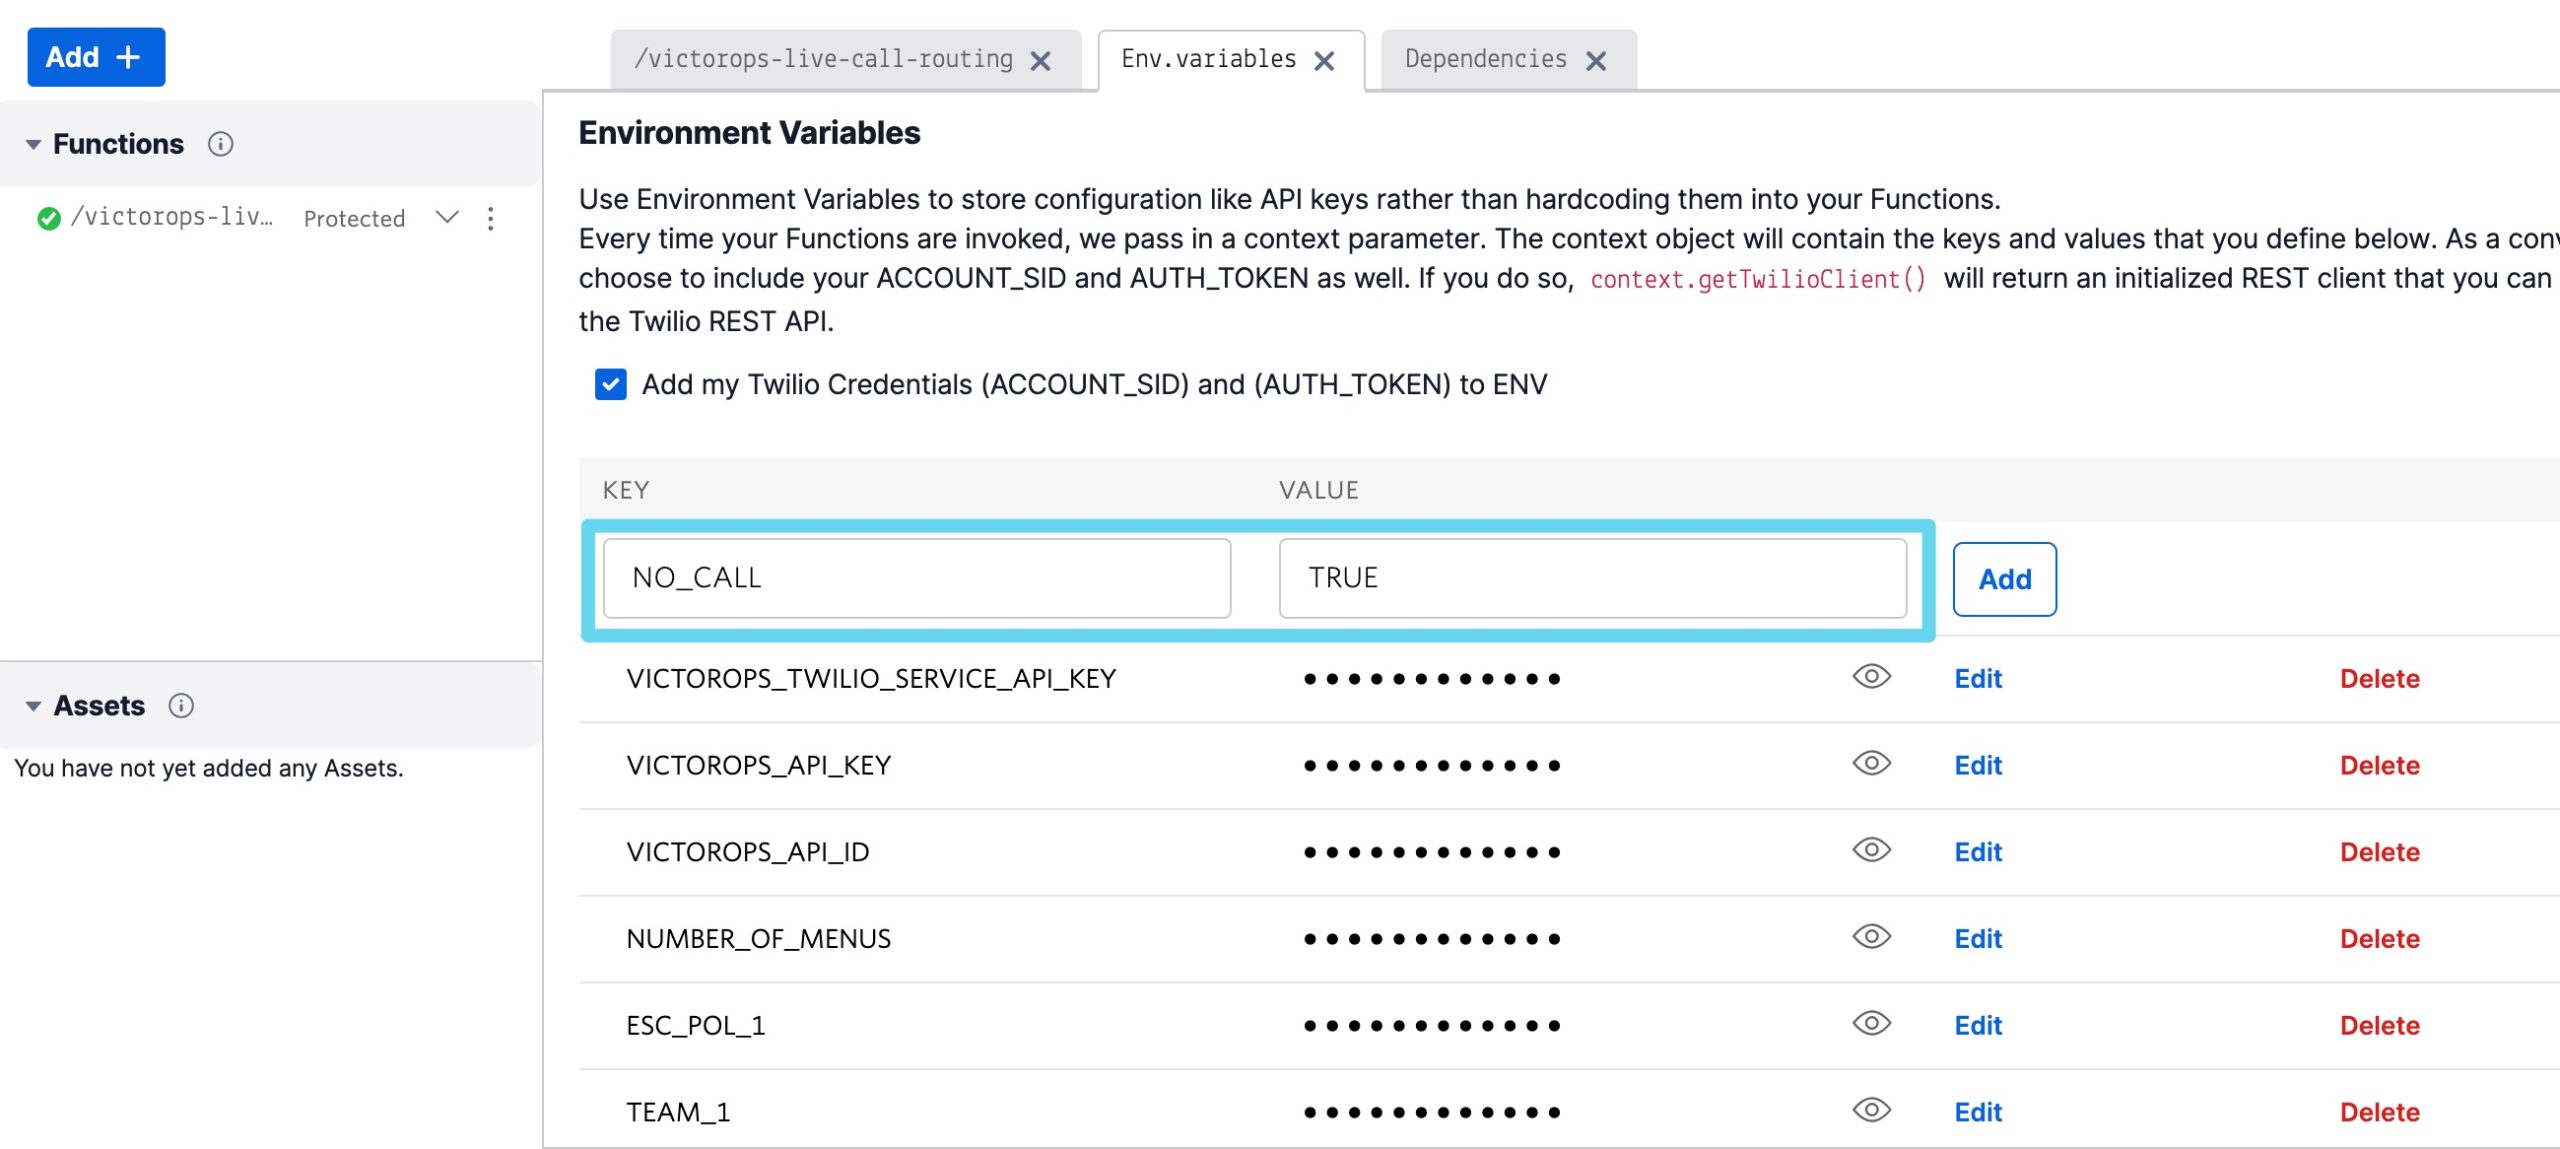 Add +
/victorops-live-call-routing
Env.variables
Dependencies
Functions
/victorops-liv…
Protected
Assets
You have not yet added any Assets.
Environment Variables
Use Environment Variables to store configuration like API keys rather than hardcoding them into your Functions.
Every time your Functions are invoked, we pass in a context parameter. The context object will contain the keys and values that you define below. As a conv
choose to include your ACCOUNT_SID and AUTH_TOKEN as well. If you do so, context.getTwilioClient() will return an initialized REST client that you can
the Twilio REST API.
Add my Twilio Credentials (ACCOUNT_SID) and (AUTH_TOKEN) to ENV
KEY VALUE
NO_CALL TRUE Add
VICTOROPS_TWILIO_SERVICE_API_KEY •••••••••••• Edit Delete
VICTOROPS_API_KEY •••••••••••• Edit Delete
VICTOROPS_API_ID •••••••••••• Edit Delete
NUMBER_OF_MENUS •••••••••••• Edit Delete
ESC_POL_1 •••••••••••• Edit Delete
TEAM_1 •••••••••••• Edit Delete